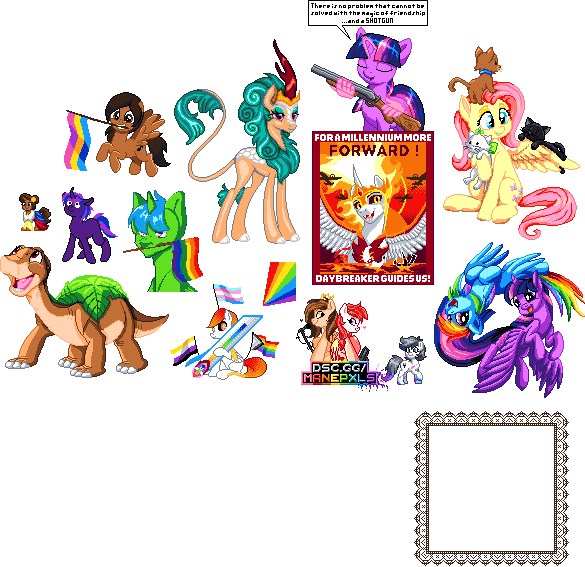 There is no problem that cannot be
solved with the magic of friendship
...and a SHOTGUN
FOR A MILLENNIUM MORE
FORWARD !
DAYBREAKER GUIDES US!
DSC.GG/
MANEPXLS